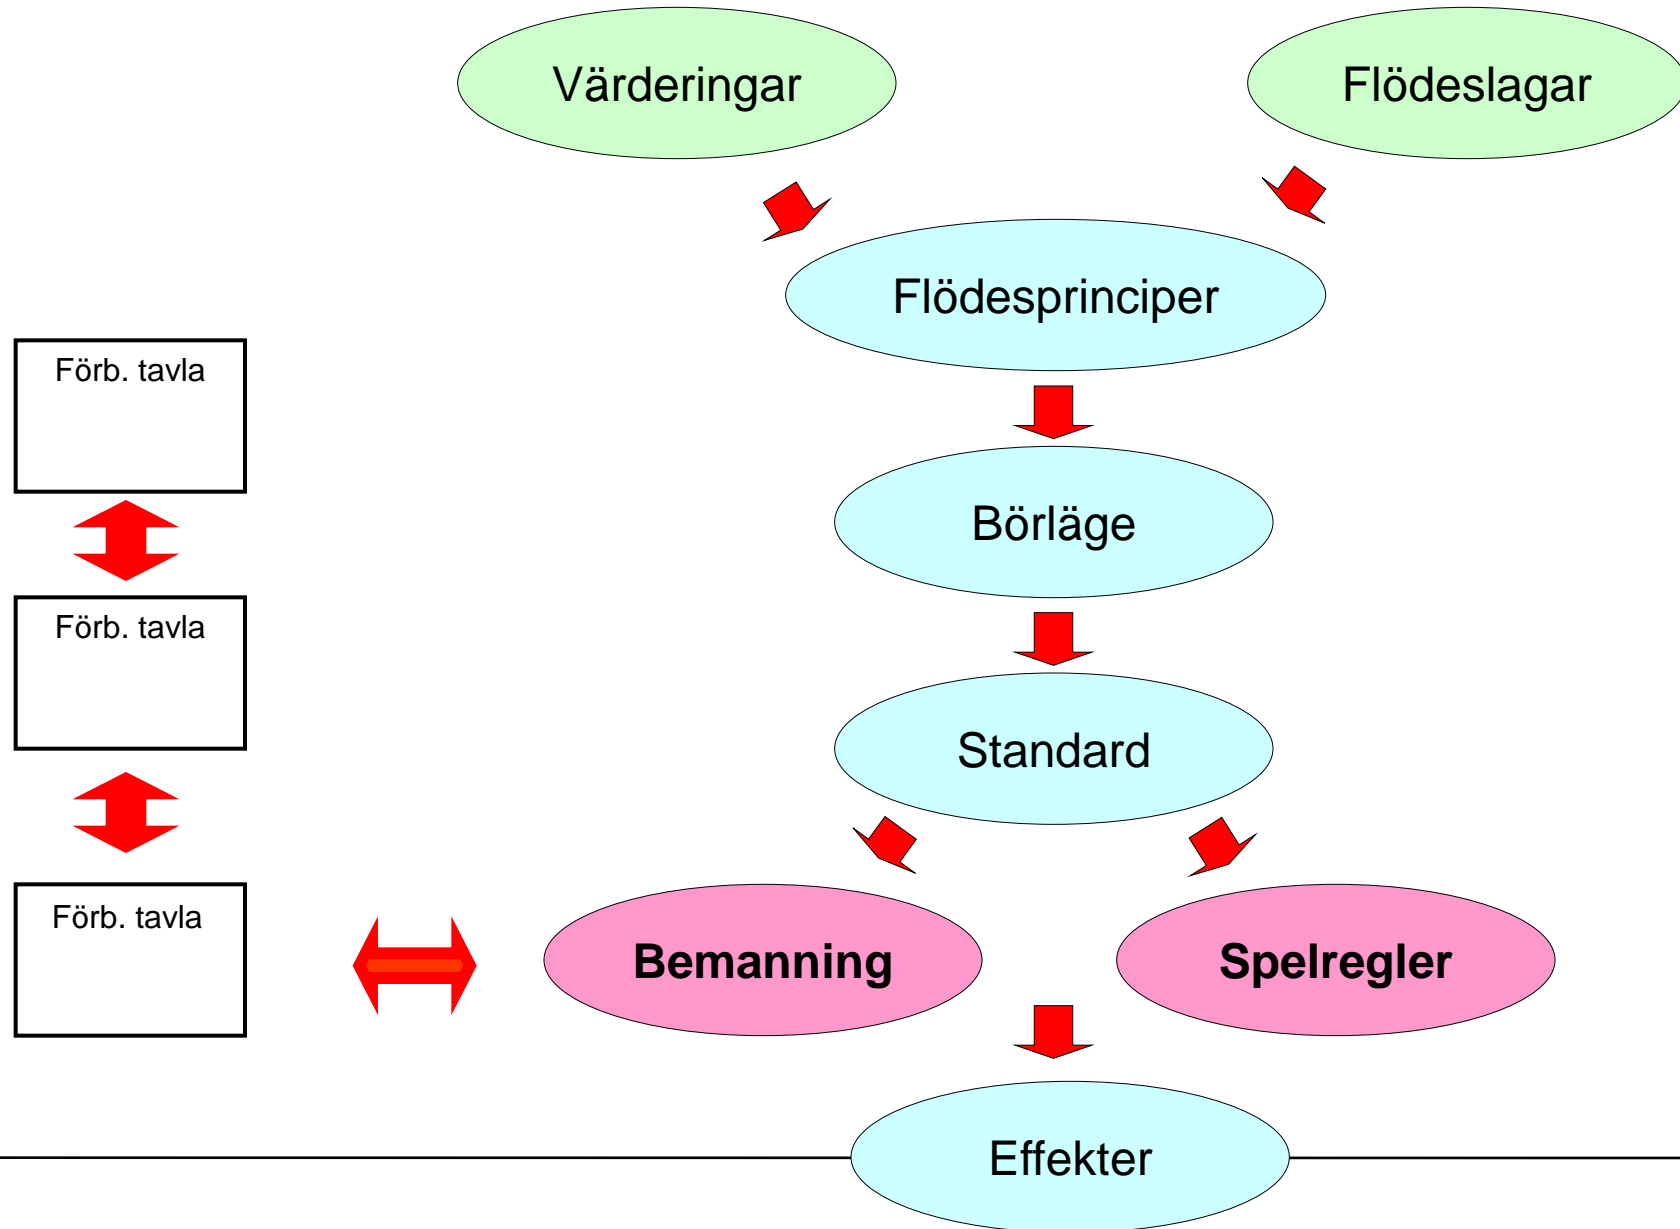 Värderingar
Flödeslagar
Flödesprinciper
Förb. tavla
Börläge
Förb. tavla
Standard
Förb. tavla
Bemanning
Spelregler
Effekter